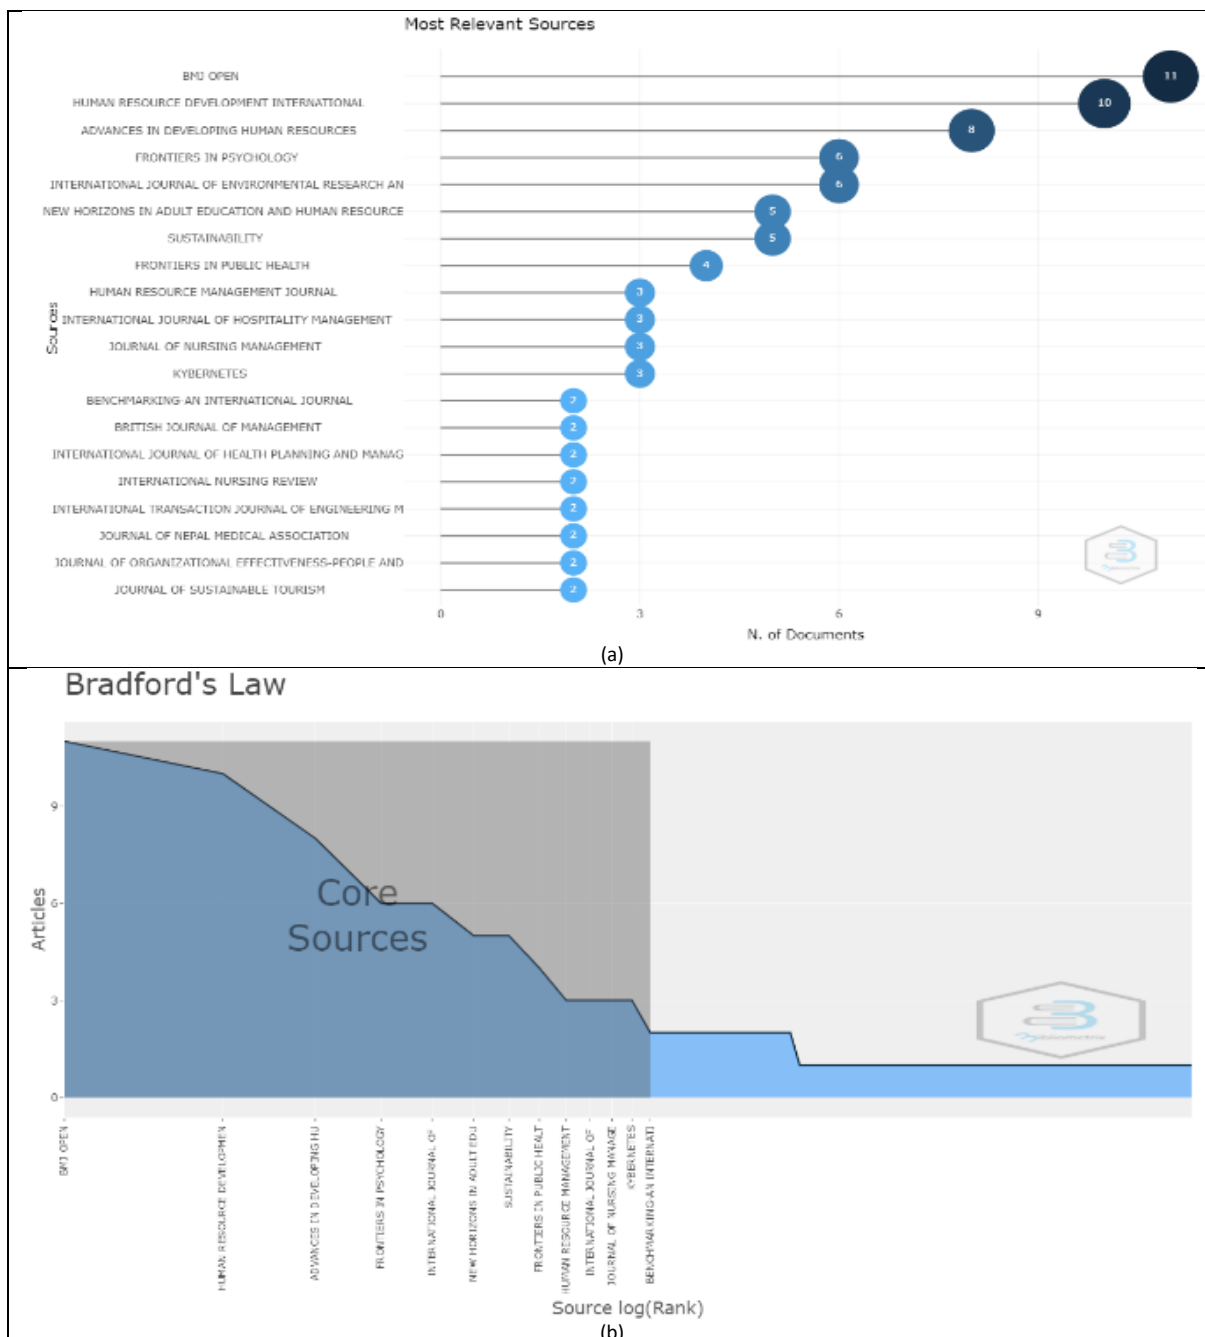 Most Relevant Sources
BMJ OPEN
11
HUMAN RESOURCE DEVELOPMENT INTERNATIONAL
10
ADVANCES IN DEVELOPING HUMAN RESOURCES
8
FRONTIERS IN PSYCHOLOGY
6
INTERNATIONAL JOURNAL OF ENVIRONMENTAL RESEARCH AN
6
NEW HORIZONS IN ADULT EDUCATION AND HUMAN RESOURCE
5
SUSTAINABILITY
5
FRONTIERS IN PUBLIC HEALTH
4
HUMAN RESOURCE MANAGEMENT JOURNAL
3
Sources
INTERNATIONAL JOURNAL OF HOSPITALITY MANAGEMENT
3
JOURNAL OF NURSING MANAGEMENT
3
KYBERNETES
3
BENCHMARKING-AN INTERNATIONAL JOURNAL
2
BRITISH JOURNAL OF MANAGEMENT
2
INTERNATIONAL JOURNAL OF HEALTH PLANNING AND MANAG
2
INTERNATIONAL NURSING REVIEW
2
INTERNATIONAL TRANSACTION JOURNAL OF ENGINEERING M
2
JOURNAL OF NEPAL MEDICAL ASSOCIATION
2
JOURNAL OF ORGANIZATIONAL EFFECTIVENESS-PEOPLE AND
2
JOURNAL OF SUSTAINABLE TOURISM
2
0 3 6 9
N. of Documents
(a)
Bradford's Law
9
6
3
0
Articles
Core
Sources
BMJ OPEN
HUMAN RESOURCE DEVELOPMEN
ADVANCES IN DEVELOPING HU
FRONTIERS IN PSYCHOLOGY
INTERNATIONAL JOURNAL OF
NEW HORIZONS IN ADULT EDU
SUSTAINABILITY
FRONTIERS IN PUBLIC HEALT
HUMAN RESOURCE MANAGEMENT
INTERNATIONAL JOURNAL OF
JOURNAL OF NURSING MANAGE
KYBERNETES
BENCHMARKING-AN INTERNATI
Source log(Rank)
(b)